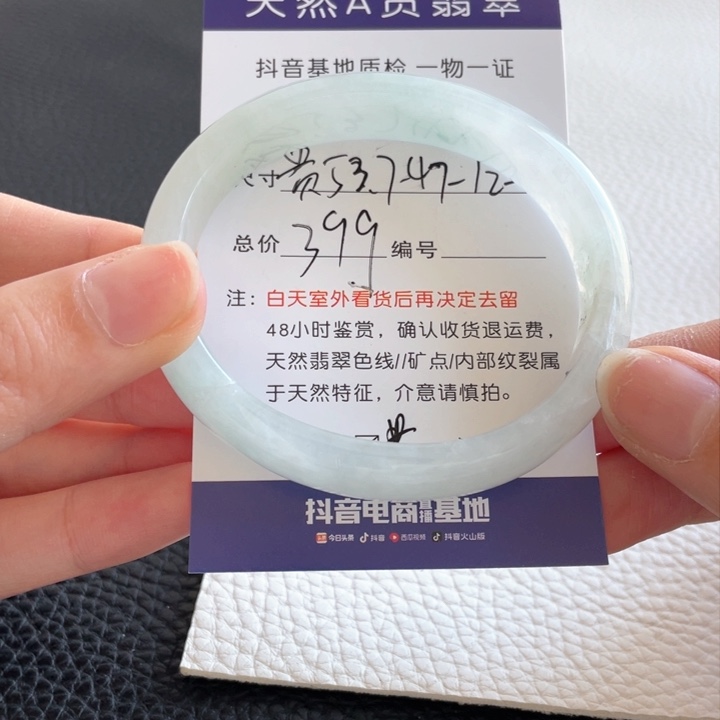 天然A货翡翠
抖音基地质检 一物一证
尺寸 贵53.7-47-12-
总价 399 编号
注：白天室外看货后再决定去留
48小时鉴赏，确认收货退运费，
天然翡翠色线//矿点/内部纹裂属
于天然特征，介意请慎拍。
抖音电商直播基地
今日头条 抖音 西瓜视频 抖音火山版